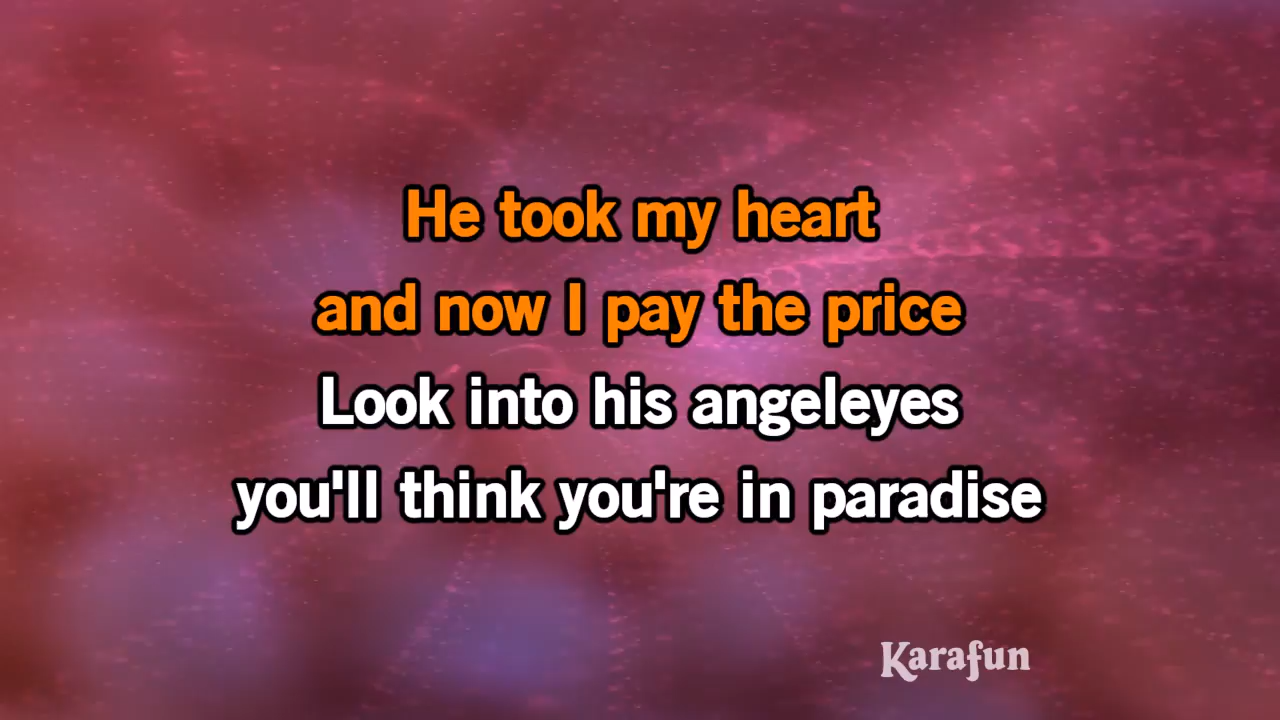 He took my heart
and now I pay the price
Look into his angeleyes
you'll think you're in paradise
Karafun